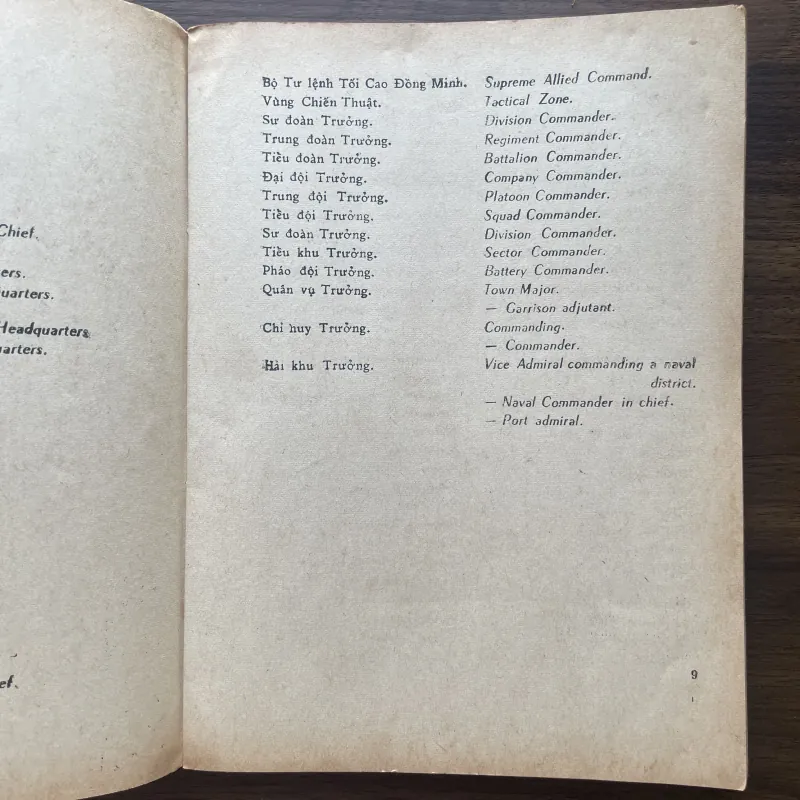 Chief.
ers.
uarters.
Headquarters
arters.
ef.
Bộ Tư lệnh Tối Cao Đồng Minh. Supreme Allied Command.
Vùng Chiến Thuật. Tactical Zone.
Sư đoàn Trưởng. Division Commander.
Trung đoàn Trưởng. Regiment Commander.
Tiểu đoàn Trưởng. Battalion Commander.
Đại đội Trưởng. Company Commander.
Trung đội Trưởng. Platoon Commander.
Tiểu đội Trưởng. Squad Commander.
Sư đoàn Trưởng. Division Commander.
Tiểu khu Trưởng. Sector Commander.
Pháo đội Trưởng. Battery Commander.
Quân vụ Trưởng. Town Major.
— Garrison adjutant.
Chỉ huy Trưởng. Commanding.
— Commander.
Hải khu Trưởng. Vice Admiral commanding a naval
district.
— Naval Commander in chief.
— Port admiral.
9